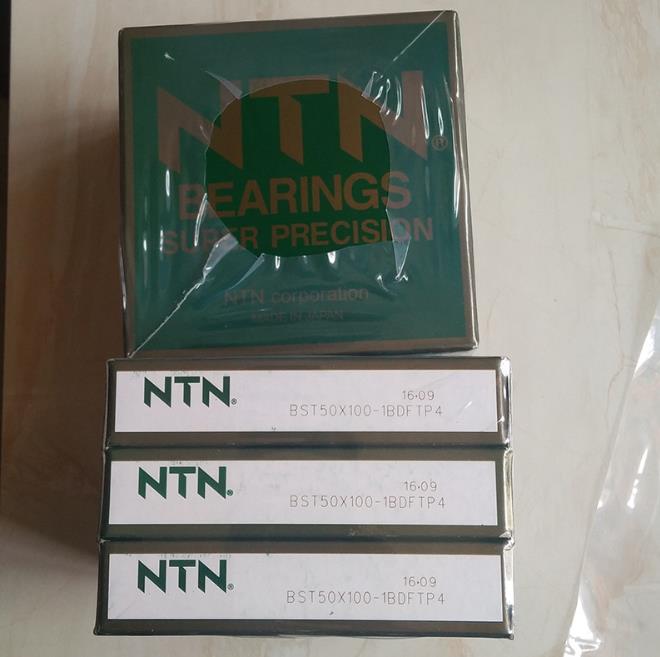 NTN®
BEARINGS
SUPER PRECISION
NTN corporation
MADE IN JAPAN
NTN®
16·09
BST50X100-1BDFTP4
NTN®
16·09
BST50X100-1BDFTP4
NTN®
16·09
BST50X100-1BDFTP4